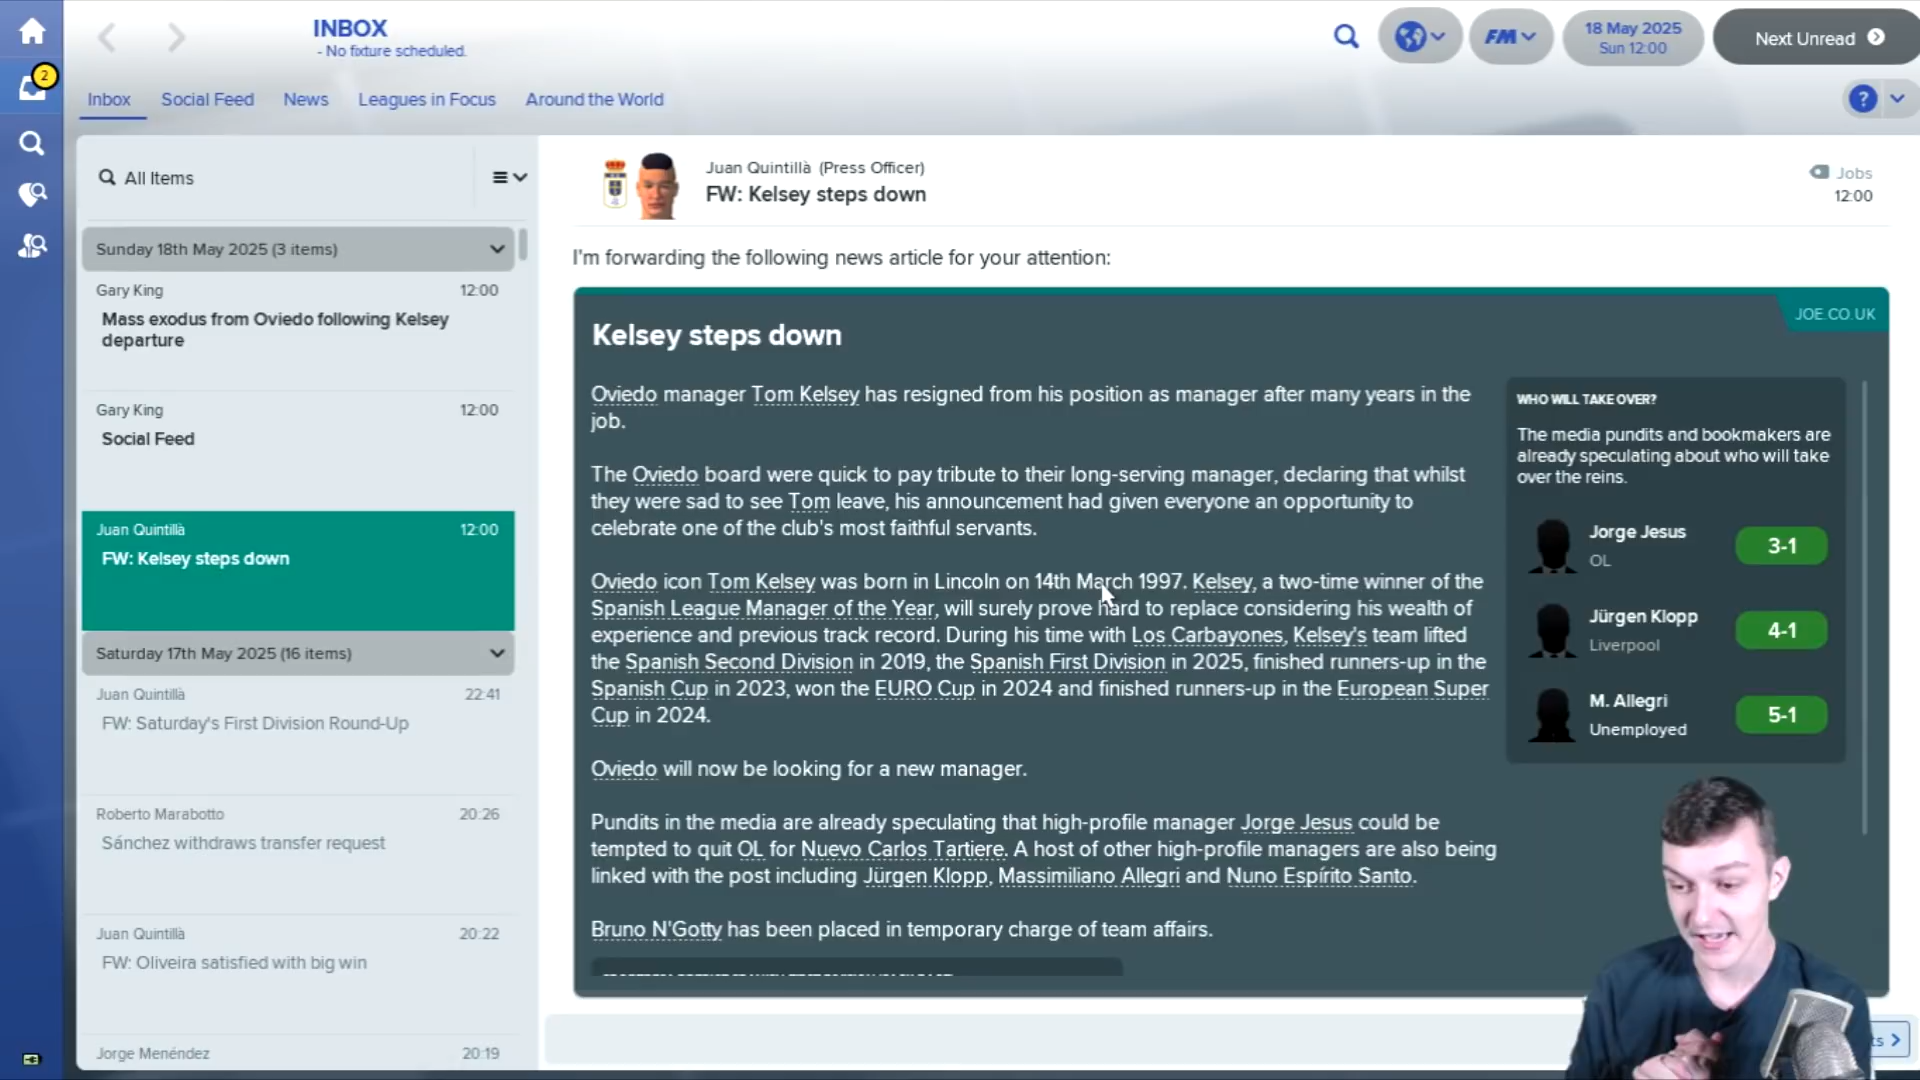 INBOX
- No fixture scheduled.
FM
18 May 2025
Sun 12:00
Next Unread
2
Inbox
Social Feed
News
Leagues in Focus
Around the World
?
All Items
Sunday 18th May 2025 (3 items)
Gary King
12:00
Mass exodus from Oviedo following Kelsey
departure
Gary King
12:00
Social Feed
Juan Quintillà
12:00
FW: Kelsey steps down
Saturday 17th May 2025 (16 items)
Juan Quintillà
22:41
FW: Saturday's First Division Round-Up
Roberto Marabotto
20:26
Sánchez withdraws transfer request
Juan Quintillà
20:22
FW: Oliveira satisfied with big win
Jorge Menéndez
20:19
Juan Quintillà (Press Officer)
FW: Kelsey steps down
Jobs
12:00
I'm forwarding the following news article for your attention:
JOE.CO.UK
Kelsey steps down
Oviedo manager Tom Kelsey has resigned from his position as manager after many years in the
job.
The Oviedo board were quick to pay tribute to their long-serving manager, declaring that whilst
they were sad to see Tom leave, his announcement had given everyone an opportunity to
celebrate one of the club's most faithful servants.
Oviedo icon Tom Kelsey was born in Lincoln on 14th March 1997. Kelsey, a two-time winner of the
Spanish League Manager of the Year, will surely prove hard to replace considering his wealth of
experience and previous track record. During his time with Los Carbayones, Kelsey's team lifted
the Spanish Second Division in 2019, the Spanish First Division in 2025, finished runners-up in the
Spanish Cup in 2023, won the EURO Cup in 2024 and finished runners-up in the European Super
Cup in 2024.
Oviedo will now be looking for a new manager.
Pundits in the media are already speculating that high-profile manager Jorge Jesus could be
tempted to quit OL for Nuevo Carlos Tartiere. A host of other high-profile managers are also being
linked with the post including Jürgen Klopp, Massimiliano Allegri and Nuno Espírito Santo.
Bruno N'Gotty has been placed in temporary charge of team affairs.
WHO WILL TAKE OVER?
The media pundits and bookmakers are
already speculating about who will take
over the reins.
Jorge Jesus
OL
3-1
Jürgen Klopp
Liverpool
4-1
M. Allegri
Unemployed
5-1